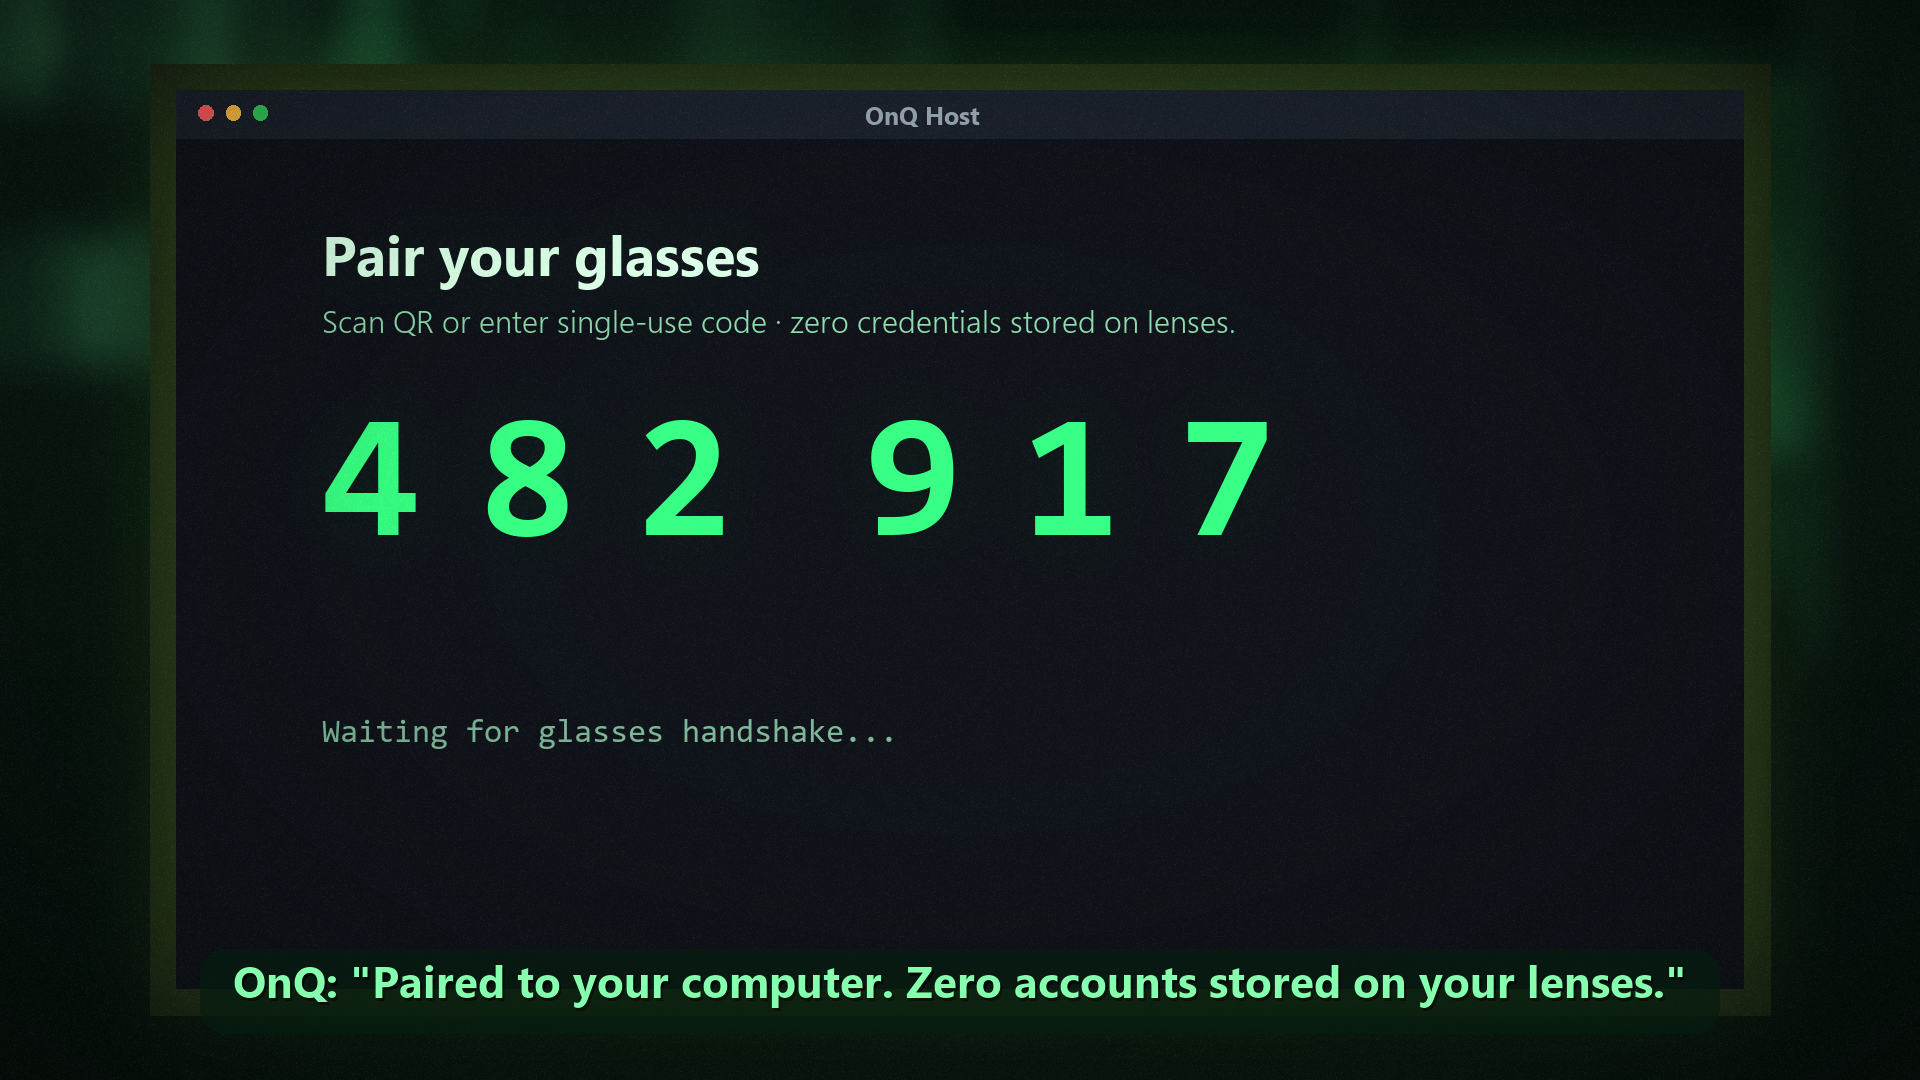 OnQ Host
Pair your glasses
Scan QR or enter single-use code · zero credentials stored on lenses.
4 8 2 9 1 7
Waiting for glasses handshake...
OnQ: "Paired to your computer. Zero accounts stored on your lenses."